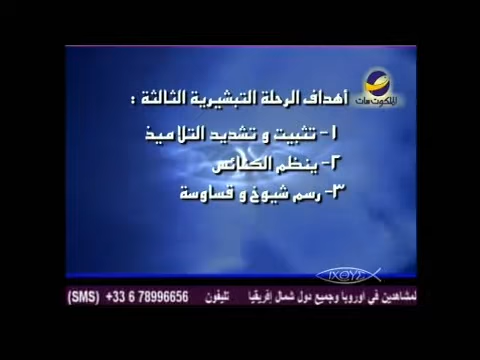 أهداف الرحلة التبشيرية الثالثة :
١- تثبيت و تشديد التلاميذ
٢- ينظم الكنائس
٣- رسم شيوخ و قساوسة
الملكوت سات
ΙΧΘΥΣ
لمشاهدين في أوروبا وجميع دول شمال إفريقيا تليفون +33 6 78996656 (SMS)